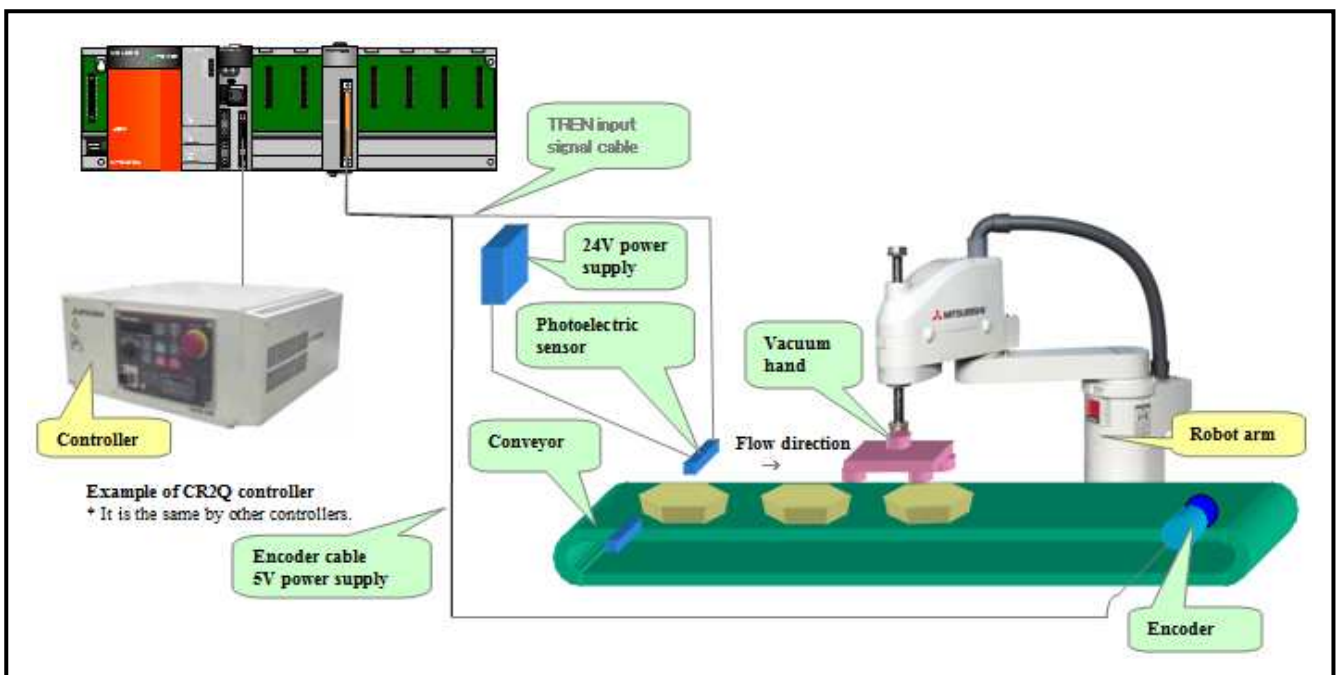 TREN input
signal cable
24V power
supply
Photoelectric
sensor
Vacuum
hand
MITSUBISHI
Controller
Conveyor
Flow direction
→
Robot arm
Example of CR2Q controller
* It is the same by other controllers.
Encoder cable
5V power supply
Encoder